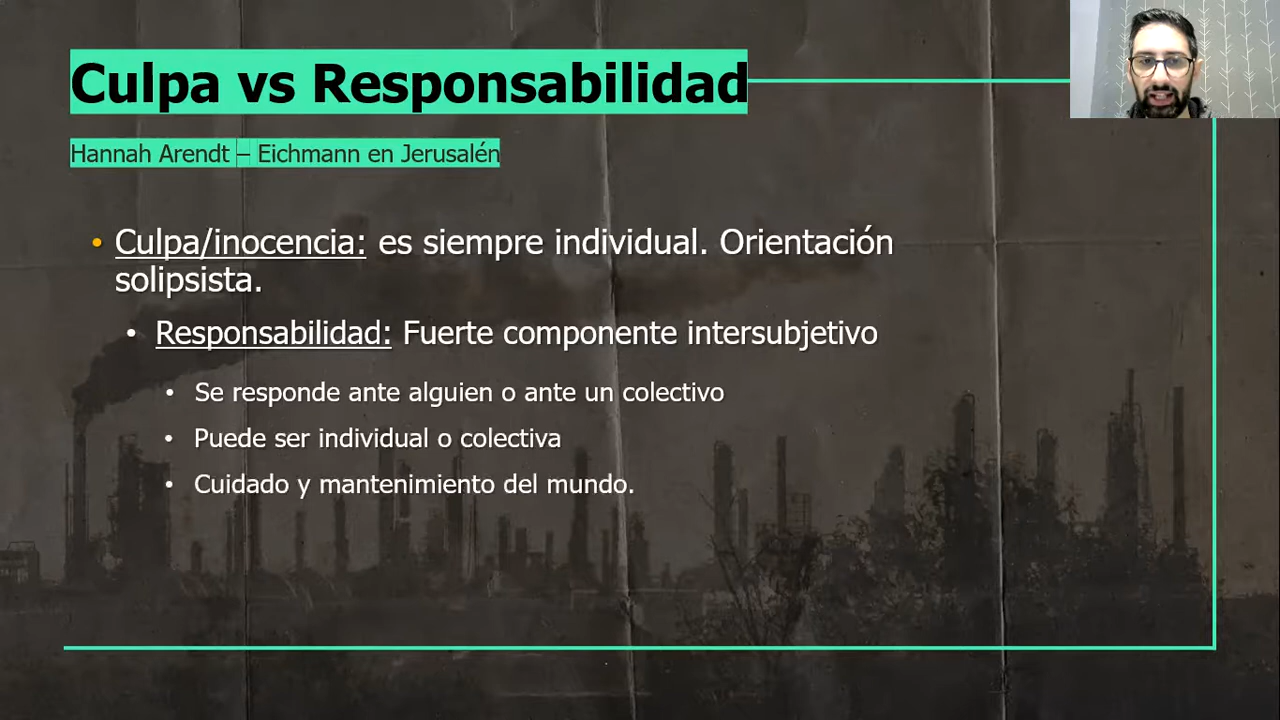 Culpa vs Responsabilidad
Hannah Arendt – Eichmann en Jerusalén
• Culpa/inocencia: es siempre individual. Orientación
solipsista.
• Responsabilidad: Fuerte componente intersubjetivo
• Se responde ante alguien o ante un colectivo
• Puede ser individual o colectiva
• Cuidado y mantenimiento del mundo.